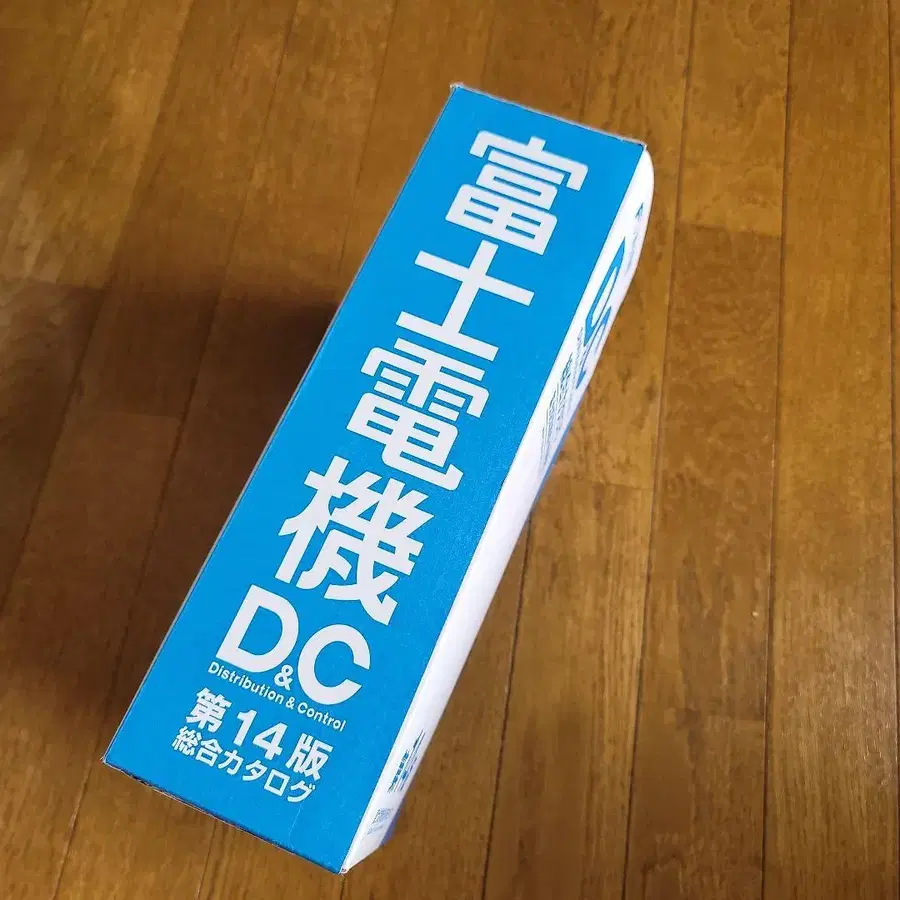 富士電機
D&C
Distribution & Control
第14版
総合カタログ